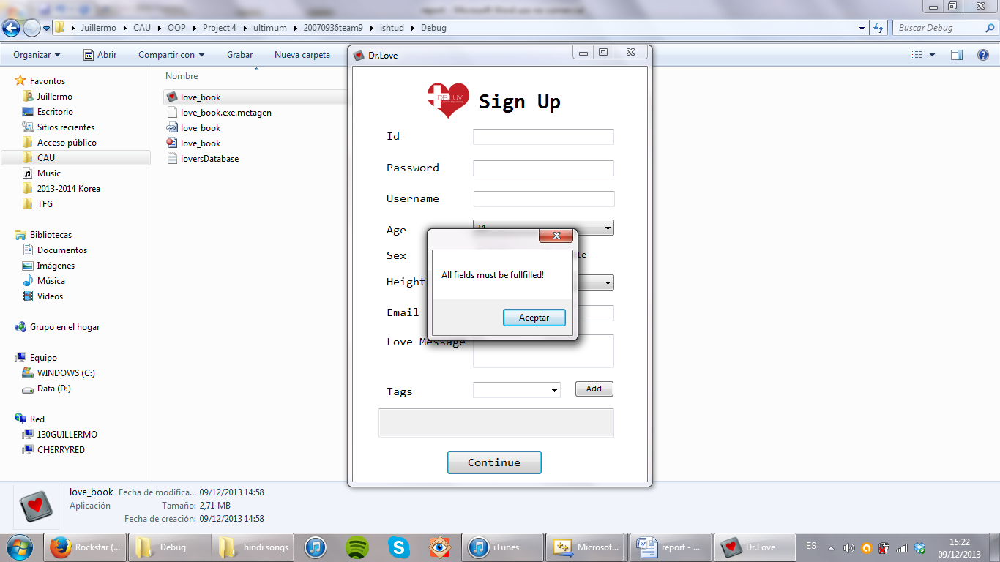 report - Microsoft Word uso no comercial
Juillermo
CAU
OOP
Project 4
ultimum
20070936team9
ishtud
Debug
Buscar Debug
Organizar
Abrir
Compartir con
Grabar
Nueva carpeta
Favoritos
Juillermo
Escritorio
Sitios recientes
Acceso público
CAU
Music
2013-2014 Korea
TFG
Bibliotecas
Documentos
Imágenes
Música
Vídeos
Grupo en el hogar
Equipo
WINDOWS (C:)
Data (D:)
Red
130GUILLERMO
CHERRYRED
Nombre
love_book
love_book.exe.metagen
love_book
love_book
loversDatabase
Dr.Love
DR.LUV
Sign Up
Id
Password
Username
Age
24
Sex
le
Height
Email
Love Message
Tags
Add
Continue
All fields must be fullfilled!
Aceptar
love_book Fecha de modifica... 09/12/2013 14:58
Aplicación Tamaño: 2,71 MB
Fecha de creación: 09/12/2013 14:58
Rockstar (...
Debug
hindi songs
iTunes
Microsof...
report - ...
Dr.Love
ES
15:22
09/12/2013